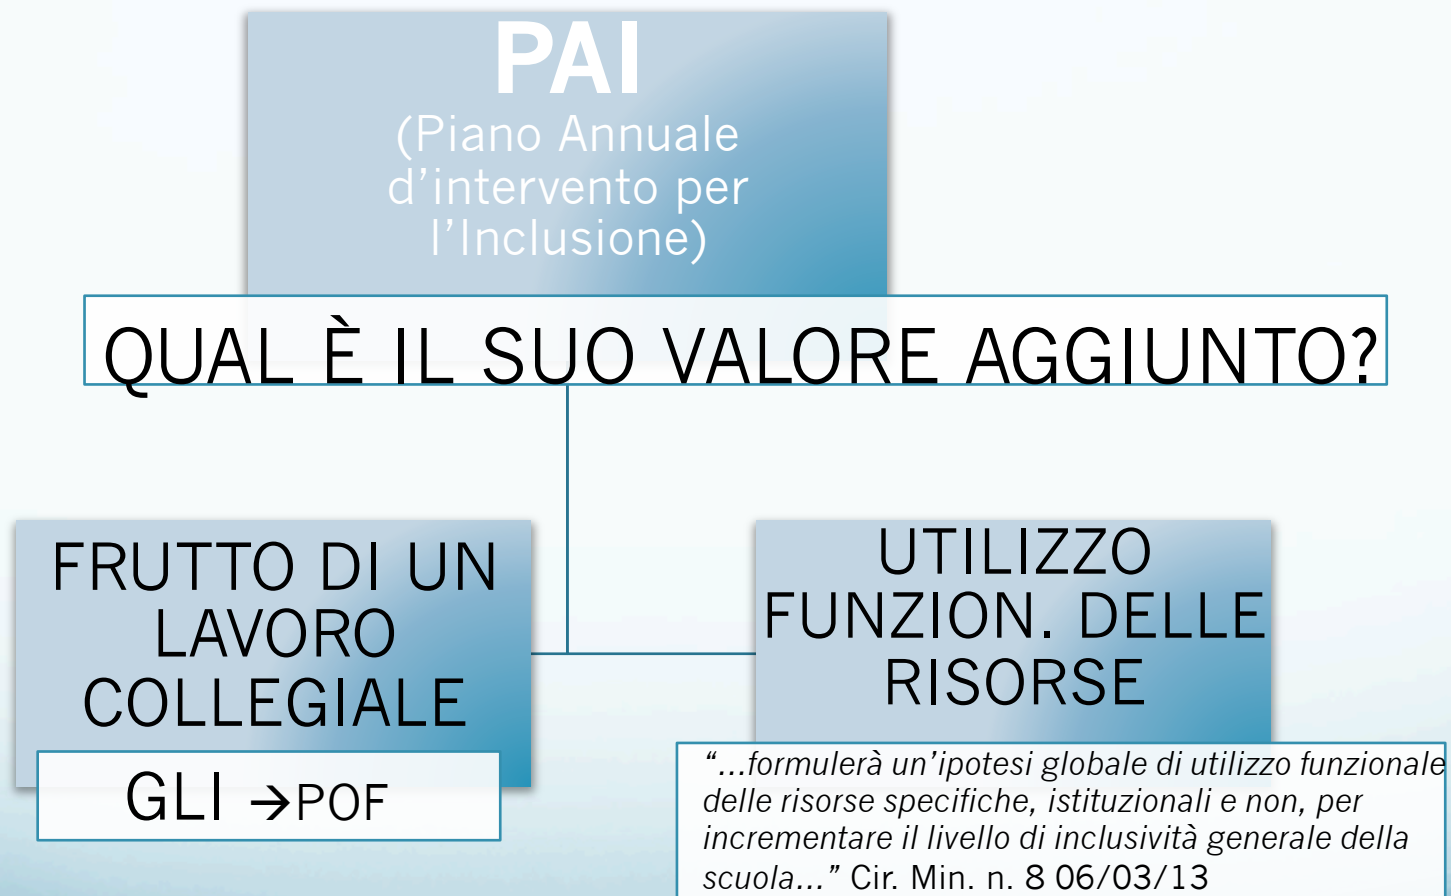 PAI
(Piano Annuale
d’intervento per
l’Inclusione)
QUAL È IL SUO VALORE AGGIUNTO?
FRUTTO DI UN
LAVORO
COLLEGIALE
GLI →POF
UTILIZZO
FUNZION. DELLE
RISORSE
“...formulerà un’ipotesi globale di utilizzo funzionale
delle risorse specifiche, istituzionali e non, per
incrementare il livello di inclusività generale della
scuola...” Cir. Min. n. 8 06/03/13